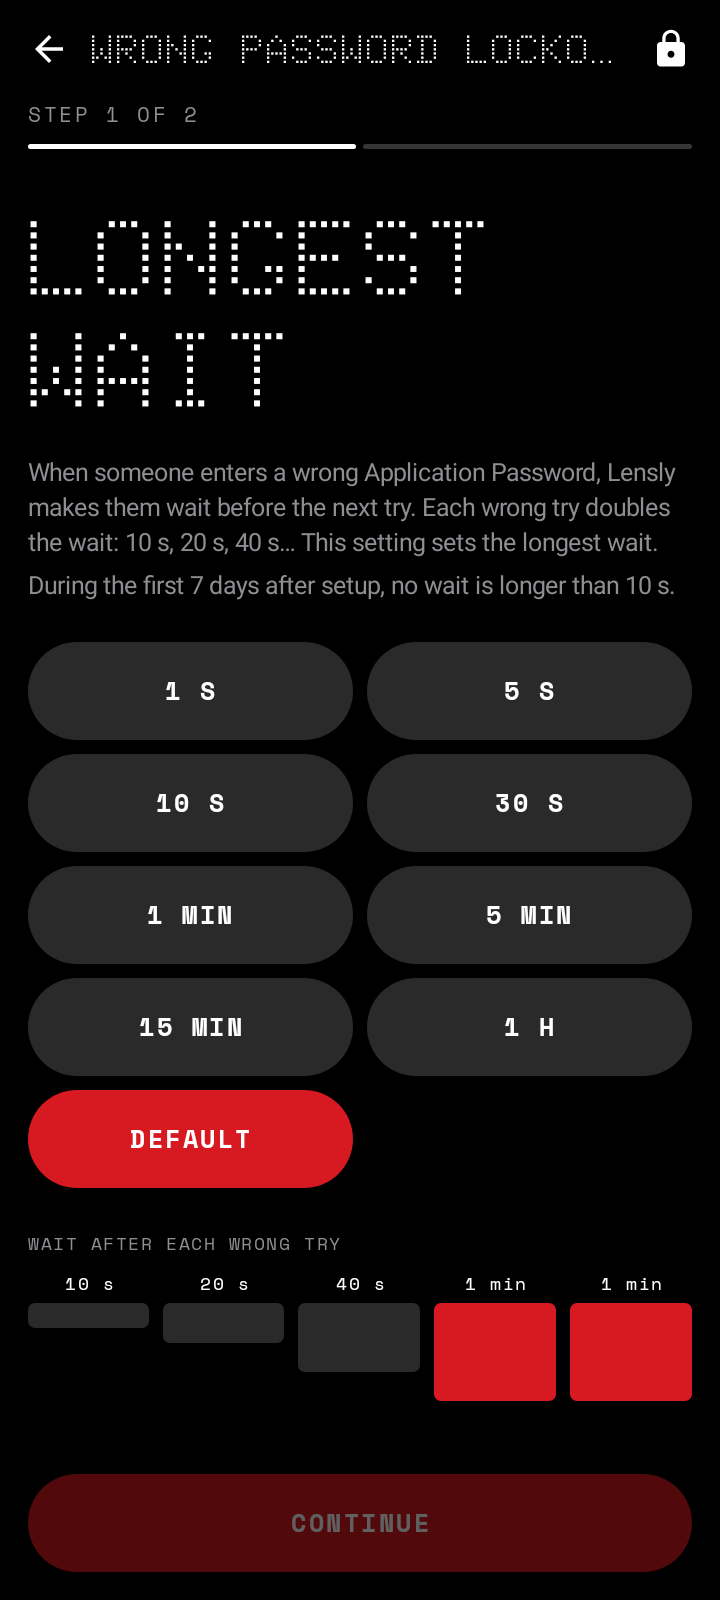 WRONG PASSWORD LOCKO...
STEP 1 OF 2
LONGEST
WAIT
When someone enters a wrong Application Password, Lensly
makes them wait before the next try. Each wrong try doubles
the wait: 10 s, 20 s, 40 s... This setting sets the longest wait.
During the first 7 days after setup, no wait is longer than 10 s.
1 S
5 S
10 S
30 S
1 MIN
5 MIN
15 MIN
1 H
DEFAULT
WAIT AFTER EACH WRONG TRY
10 s
20 s
40 s
1 min
1 min
CONTINUE